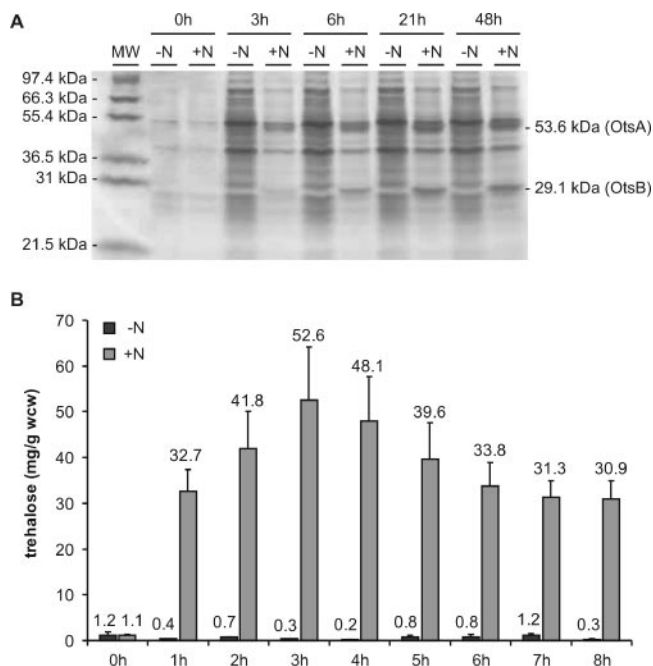 A
0h 3h 6h 21h 48h
MW -N +N -N +N -N +N -N +N -N +N
97.4 kDa -
66.3 kDa -
55.4 kDa -
- 53.6 kDa (OtsA)
36.5 kDa -
31 kDa -
- 29.1 kDa (OtsB)
21.5 kDa -
B
70
-N
+N
60
50
40
30
20
10
0
trehalose (mg/g wcw)
1.2 1.1
0.4 32.7
0.7 41.8
0.3 52.6
0.2 48.1
0.8 39.6
0.8 33.8
1.2 31.3
0.3 30.9
0h 1h 2h 3h 4h 5h 6h 7h 8h